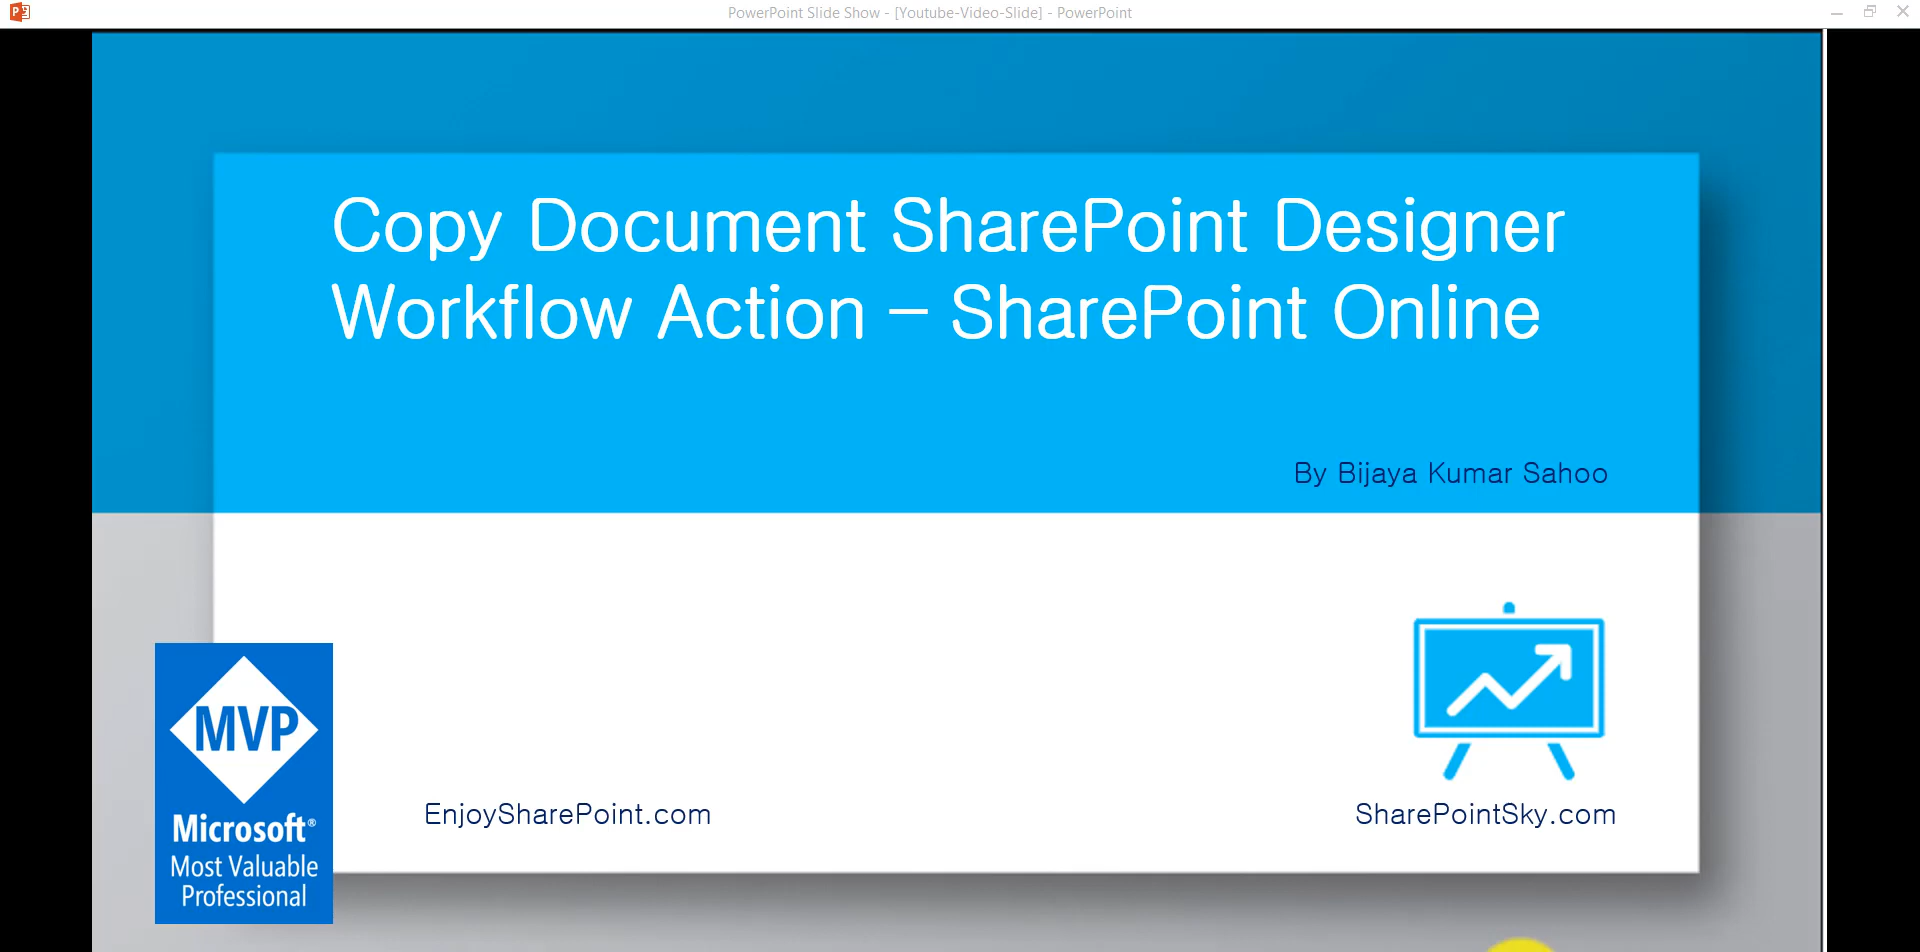 PowerPoint Slide Show - [Youtube-Video-Slide] - PowerPoint
Copy Document SharePoint Designer
Workflow Action – SharePoint Online
By Bijaya Kumar Sahoo
MVP
Microsoft®
Most Valuable
Professional
EnjoySharePoint.com
SharePointSky.com